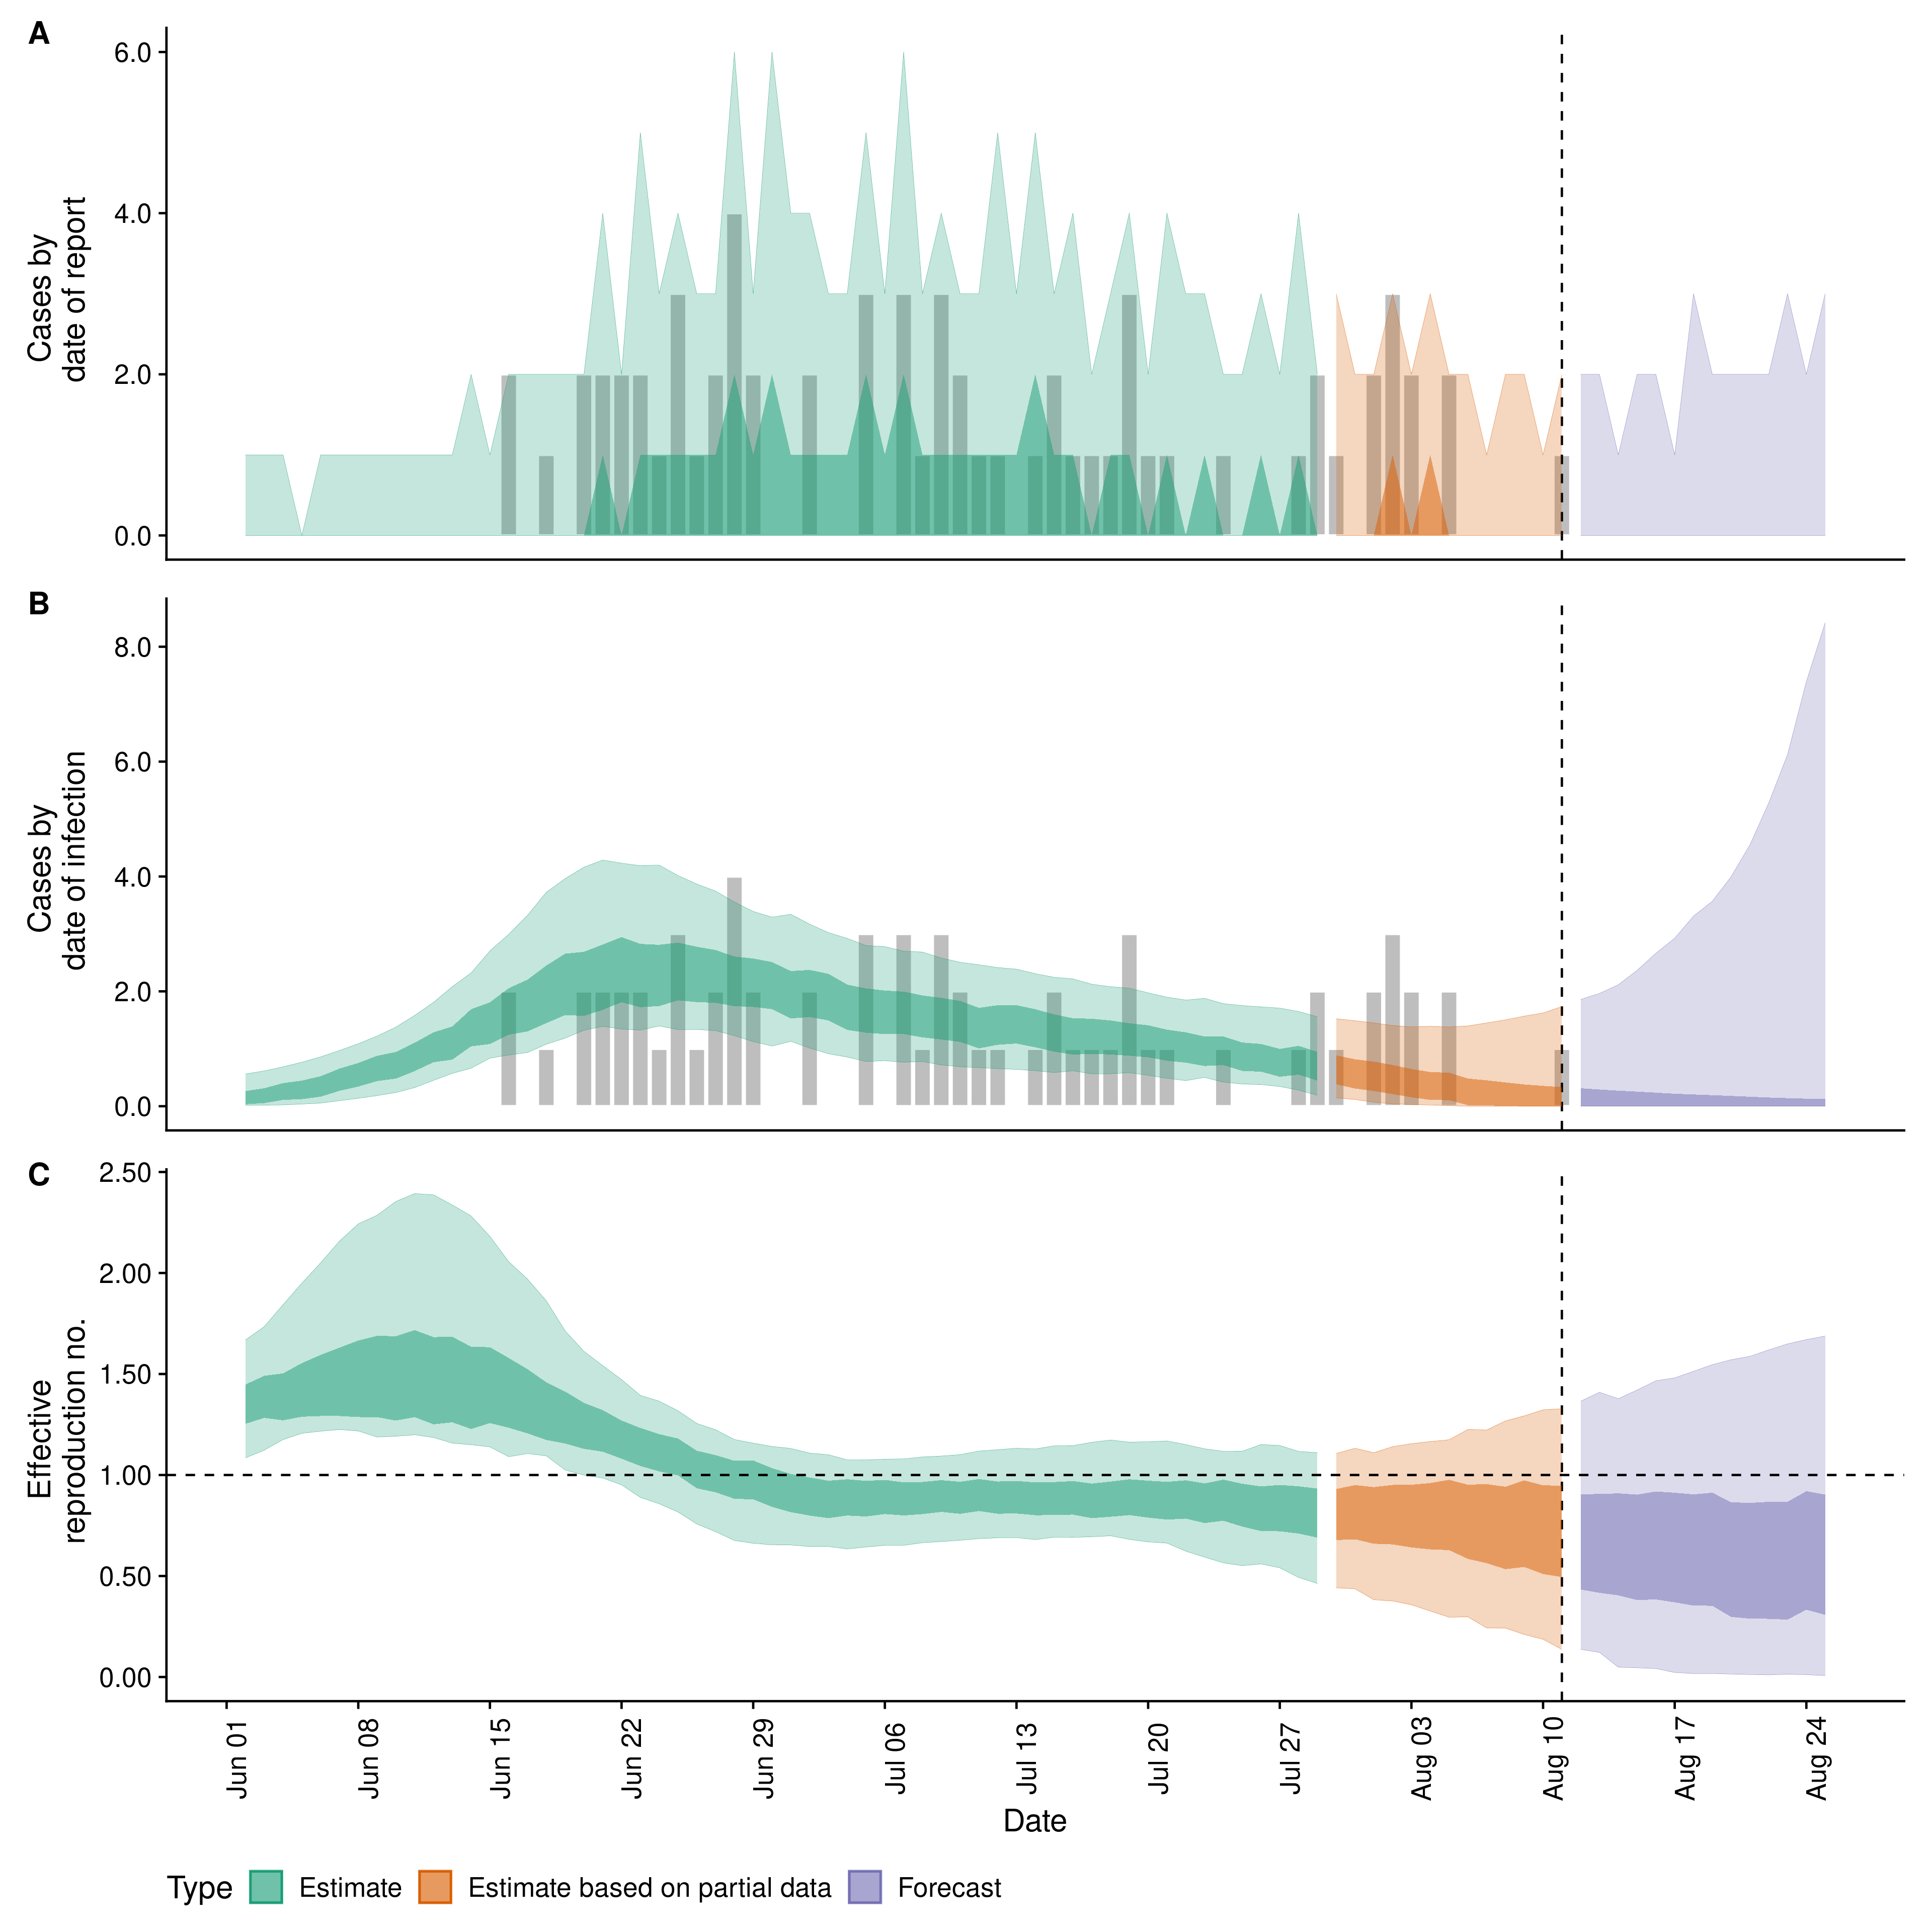 A
Cases by
date of report
6.0
4.0
2.0
0.0
B
Cases by
date of infection
8.0
6.0
4.0
2.0
0.0
C
Effective
reproduction no.
2.50
2.00
1.50
1.00
0.50
0.00
Jun 01
Jun 08
Jun 15
Jun 22
Jun 29
Jul 06
Jul 13
Jul 20
Jul 27
Aug 03
Aug 10
Aug 17
Aug 24
Date
Type Estimate Estimate based on partial data Forecast